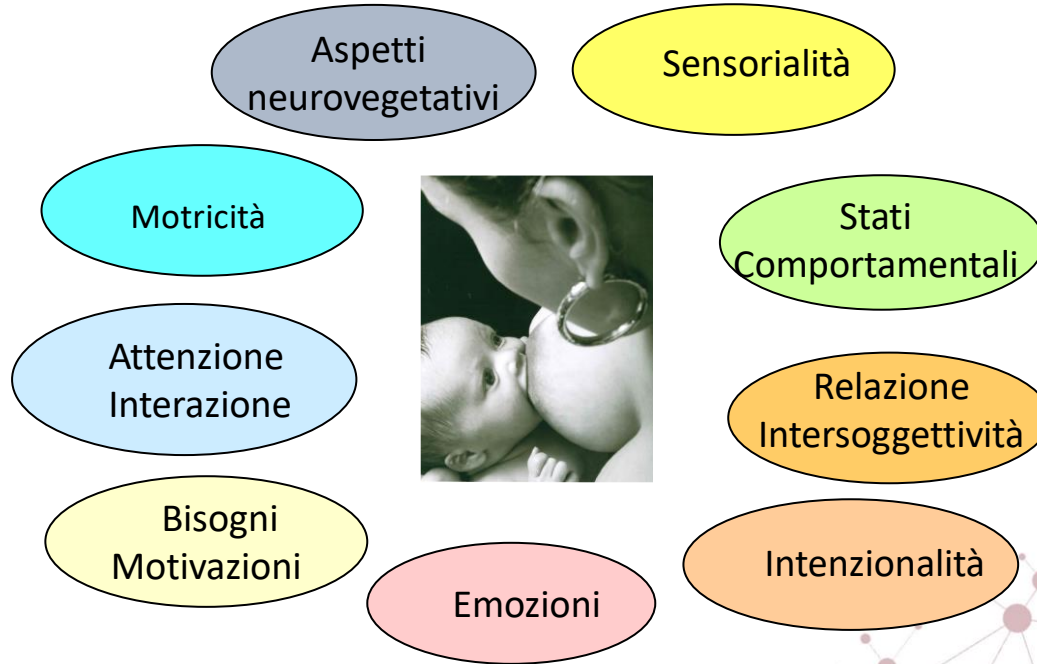 Aspetti
neurovegetativi
Sensorialità
Motricità
Stati
Comportamentali
Attenzione
Interazione
Relazione
Intersoggettività
Bisogni
Motivazioni
Intenzionalità
Emozioni